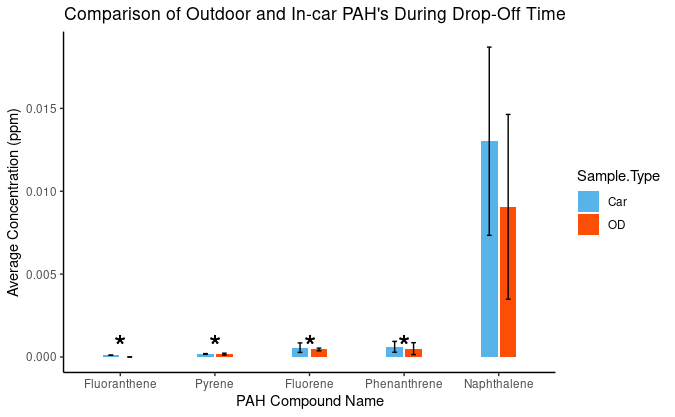 Comparison of Outdoor and In-car PAH's During Drop-Off Time
Average Concentration (ppm)
0.015
0.010
0.005
0.000
* * * *
Fluoranthene Pyrene Fluorene Phenanthrene Naphthalene
PAH Compound Name
Sample.Type
Car
OD